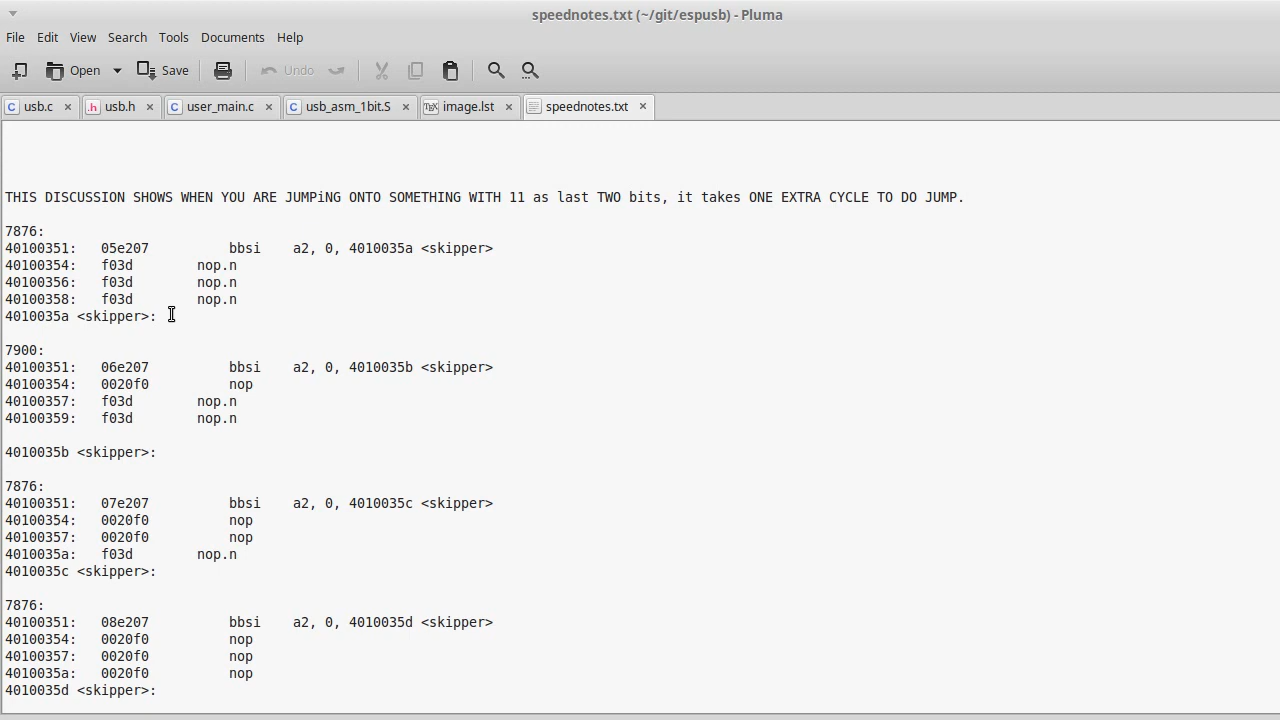 speednotes.txt (~/git/espusb) - Pluma
File Edit View Search Tools Documents Help
Open Save Undo
usb.c usb.h user_main.c usb_asm_1bit.S image.lst speednotes.txt
THIS DISCUSSION SHOWS WHEN YOU ARE JUMPiNG ONTO SOMETHING WITH 11 as last TWO bits, it takes ONE EXTRA CYCLE TO DO JUMP.
7876:
40100351: 05e207 bbsi a2, 0, 4010035a <skipper>
40100354: f03d nop.n
40100356: f03d nop.n
40100358: f03d nop.n
4010035a <skipper>:
7900:
40100351: 06e207 bbsi a2, 0, 4010035b <skipper>
40100354: 0020f0 nop
40100357: f03d nop.n
40100359: f03d nop.n
4010035b <skipper>:
7876:
40100351: 07e207 bbsi a2, 0, 4010035c <skipper>
40100354: 0020f0 nop
40100357: 0020f0 nop
4010035a: f03d nop.n
4010035c <skipper>:
7876:
40100351: 08e207 bbsi a2, 0, 4010035d <skipper>
40100354: 0020f0 nop
40100357: 0020f0 nop
4010035a: 0020f0 nop
4010035d <skipper>: